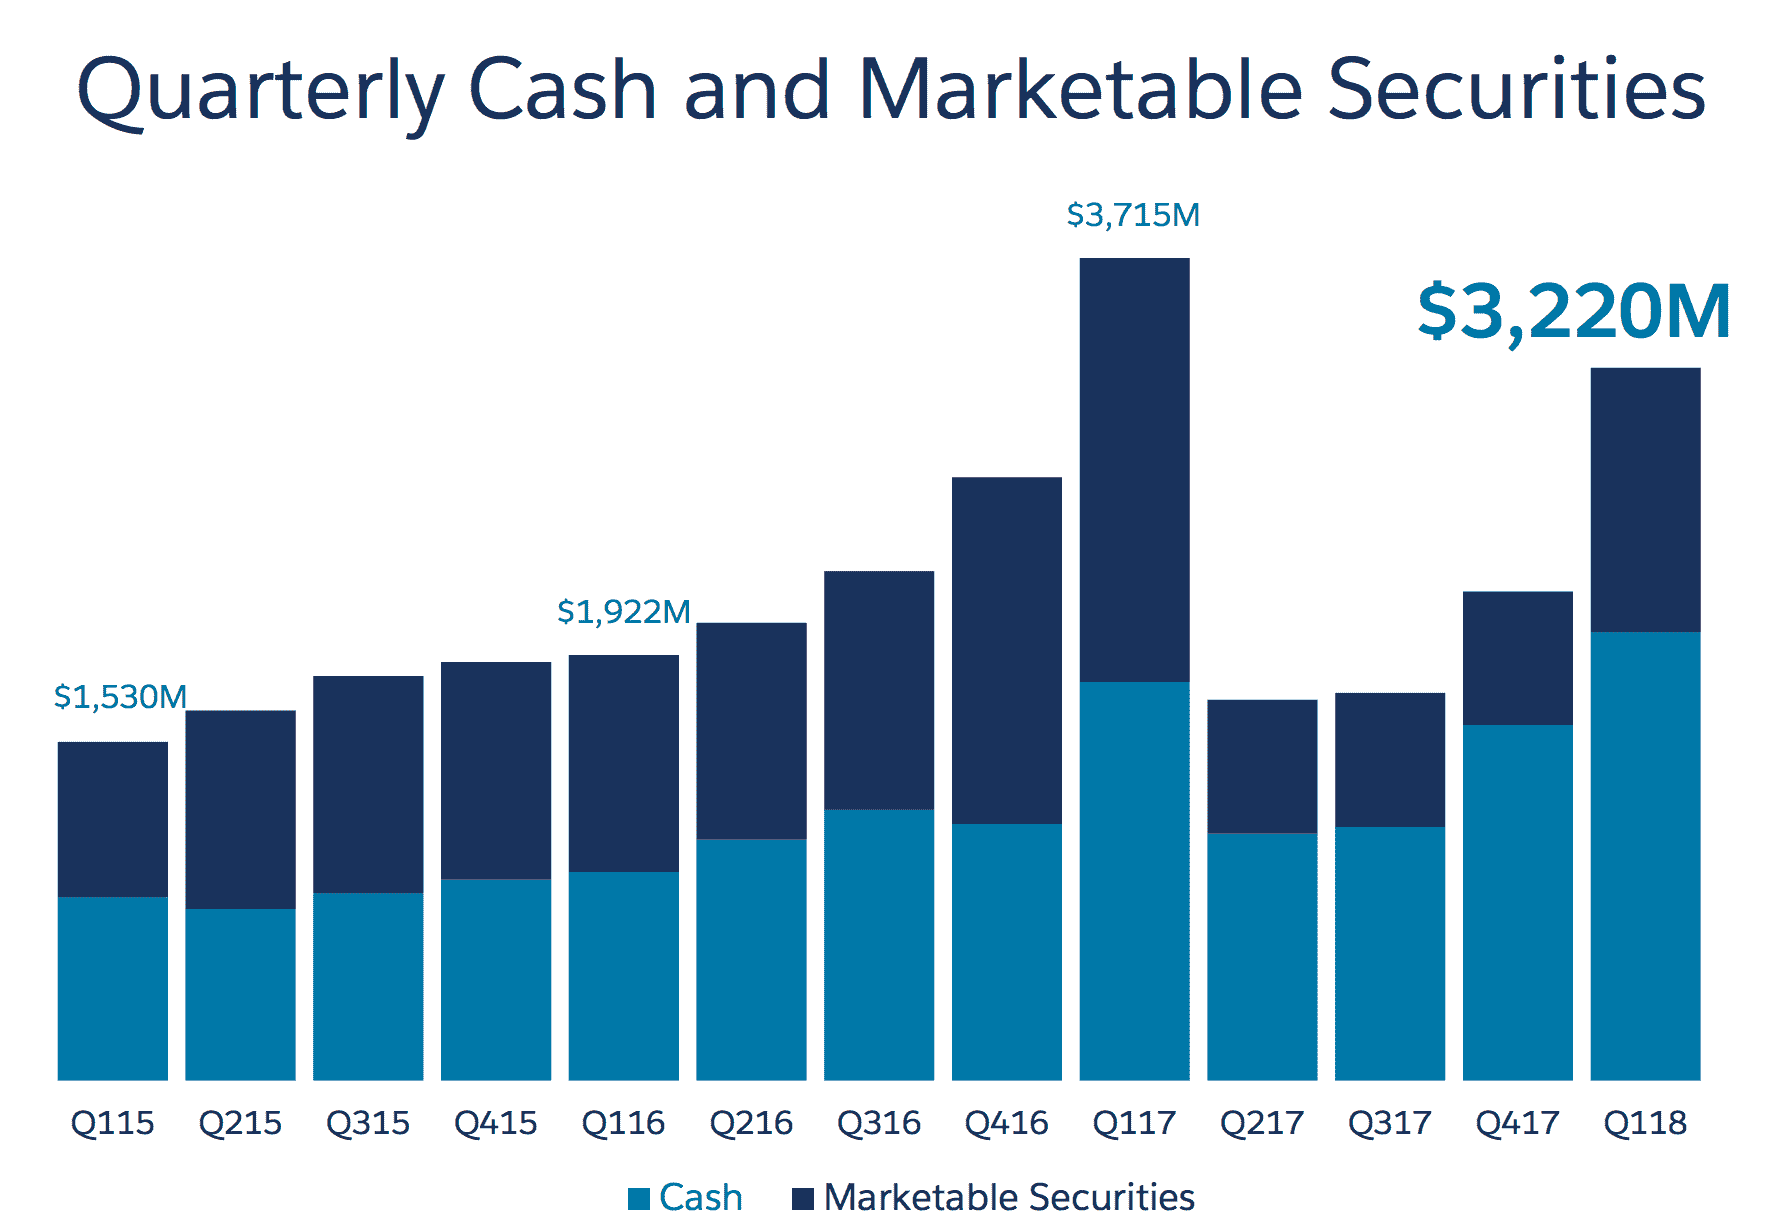 Quarterly Cash and Marketable Securities
$3,715M
$3,220M
$1,922M
$1,530M
Q115 Q215 Q315 Q415 Q116 Q216 Q316 Q416 Q117 Q217 Q317 Q417 Q118
Cash Marketable Securities